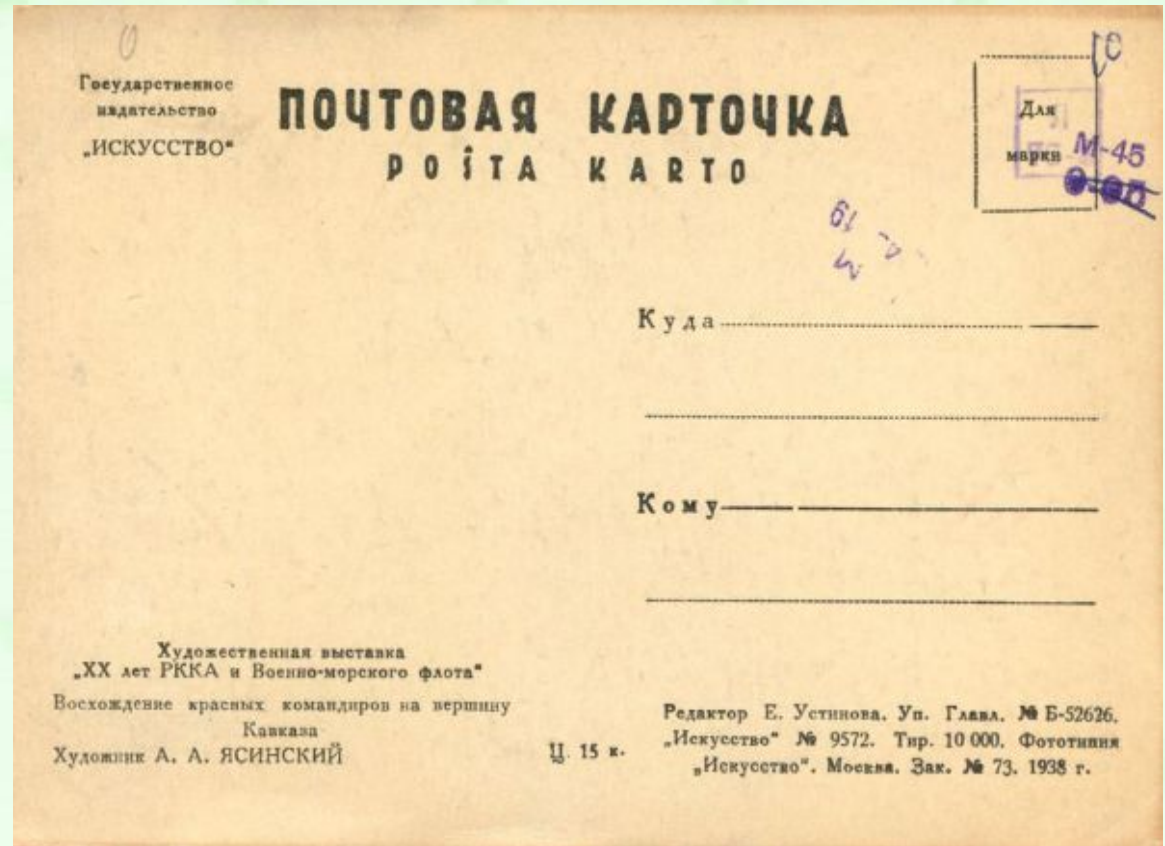 Государственное
издательство
„ИСКУССТВО"
ПОЧТОВАЯ КАРТОЧКА
POŜTA KARTO
Для
марки
М-45
19
Куда
Кому
Художественная выставка
„XX лет РККА и Военно-морского флота"
Восхождение красных командиров на вершину
Кавказа
Художник А. А. ЯСИНСКИЙ
Ц. 15 к.
Редактор Е. Устинова. Уп. Главл. № Б-52626.
„Искусство" № 9572. Тир. 10 000. Фототипия
„Искусство". Москва. Зак. № 73. 1938 г.